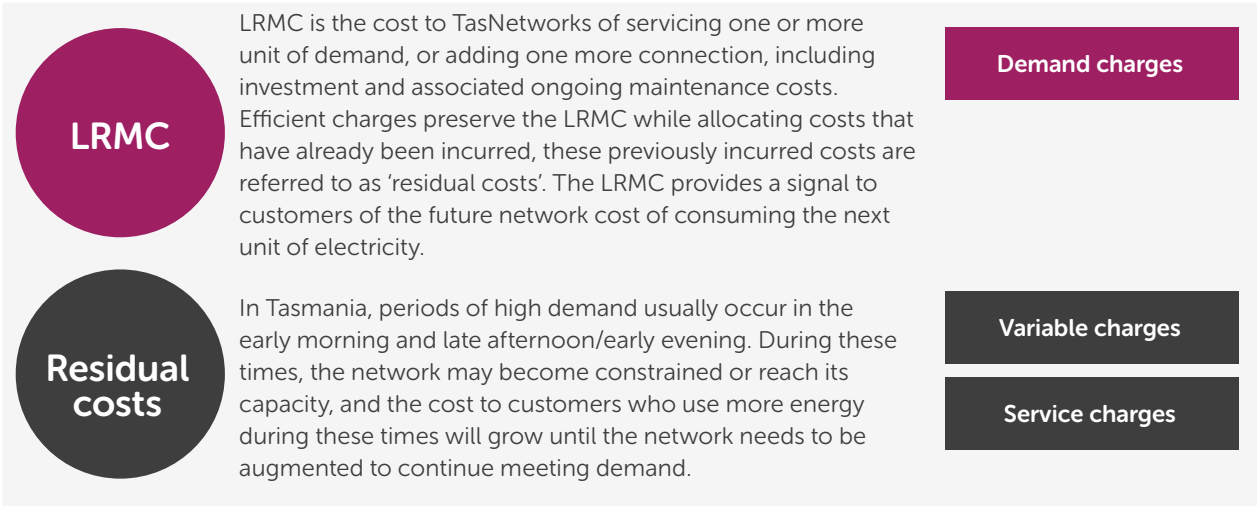 LRMC
LRMC is the cost to TasNetworks of servicing one or more
unit of demand, or adding one more connection, including
investment and associated ongoing maintenance costs.
Efficient charges preserve the LRMC while allocating costs that
have already been incurred, these previously incurred costs are
referred to as ‘residual costs’. The LRMC provides a signal to
customers of the future network cost of consuming the next
unit of electricity.
Demand charges
Residual
costs
In Tasmania, periods of high demand usually occur in the
early morning and late afternoon/early evening. During these
times, the network may become constrained or reach its
capacity, and the cost to customers who use more energy
during these times will grow until the network needs to be
augmented to continue meeting demand.
Variable charges
Service charges